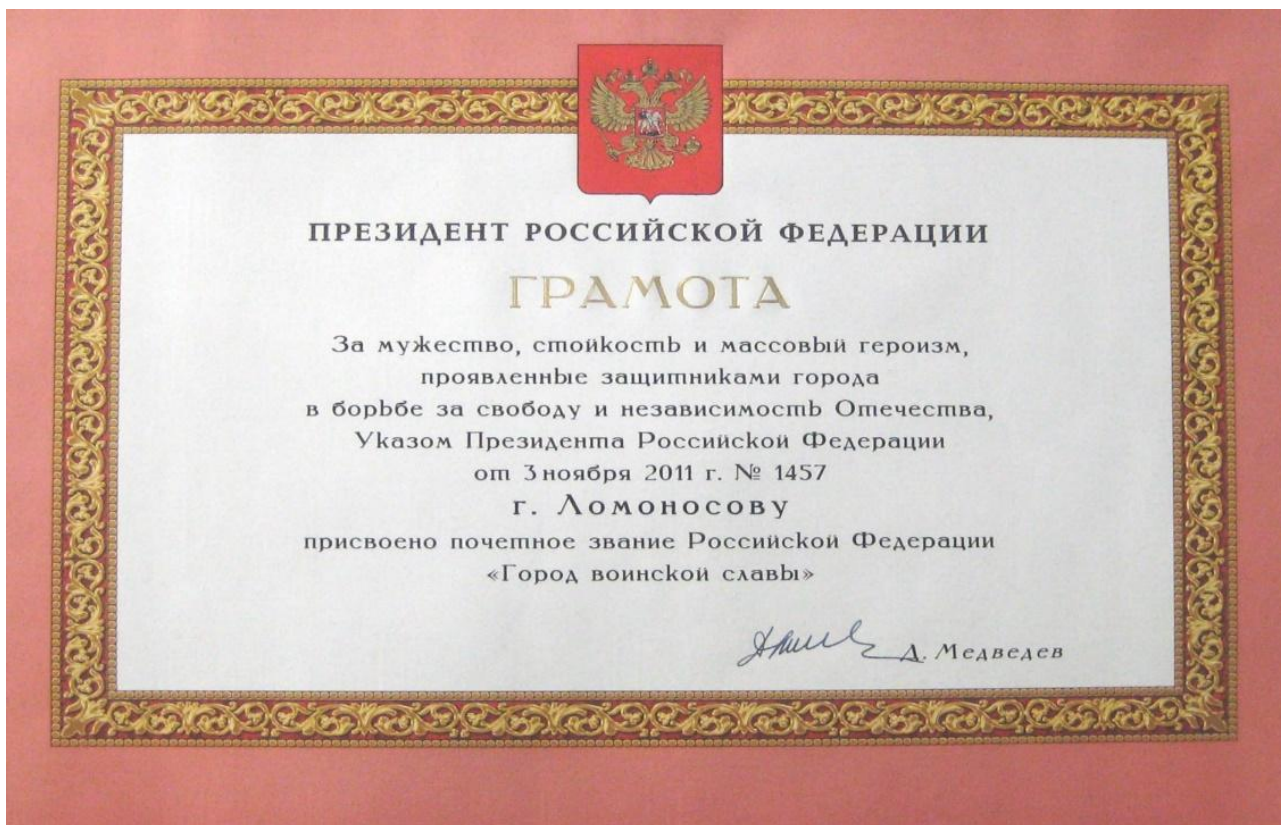 ПРЕЗИДЕНТ РОССИЙСКОЙ ФЕДЕРАЦИИ
ГРАМОТА
За мужество, стойкость и массовый героизм,
проявленные защитниками города
в борьбе за свободу и независимость Отечества,
Указом Президента Российской Федерации
от 3 ноября 2011 г. № 1457
г. Ломоносову
присвоено почетное звание Российской Федерации
«Город воинской славы»
Д. Медведев